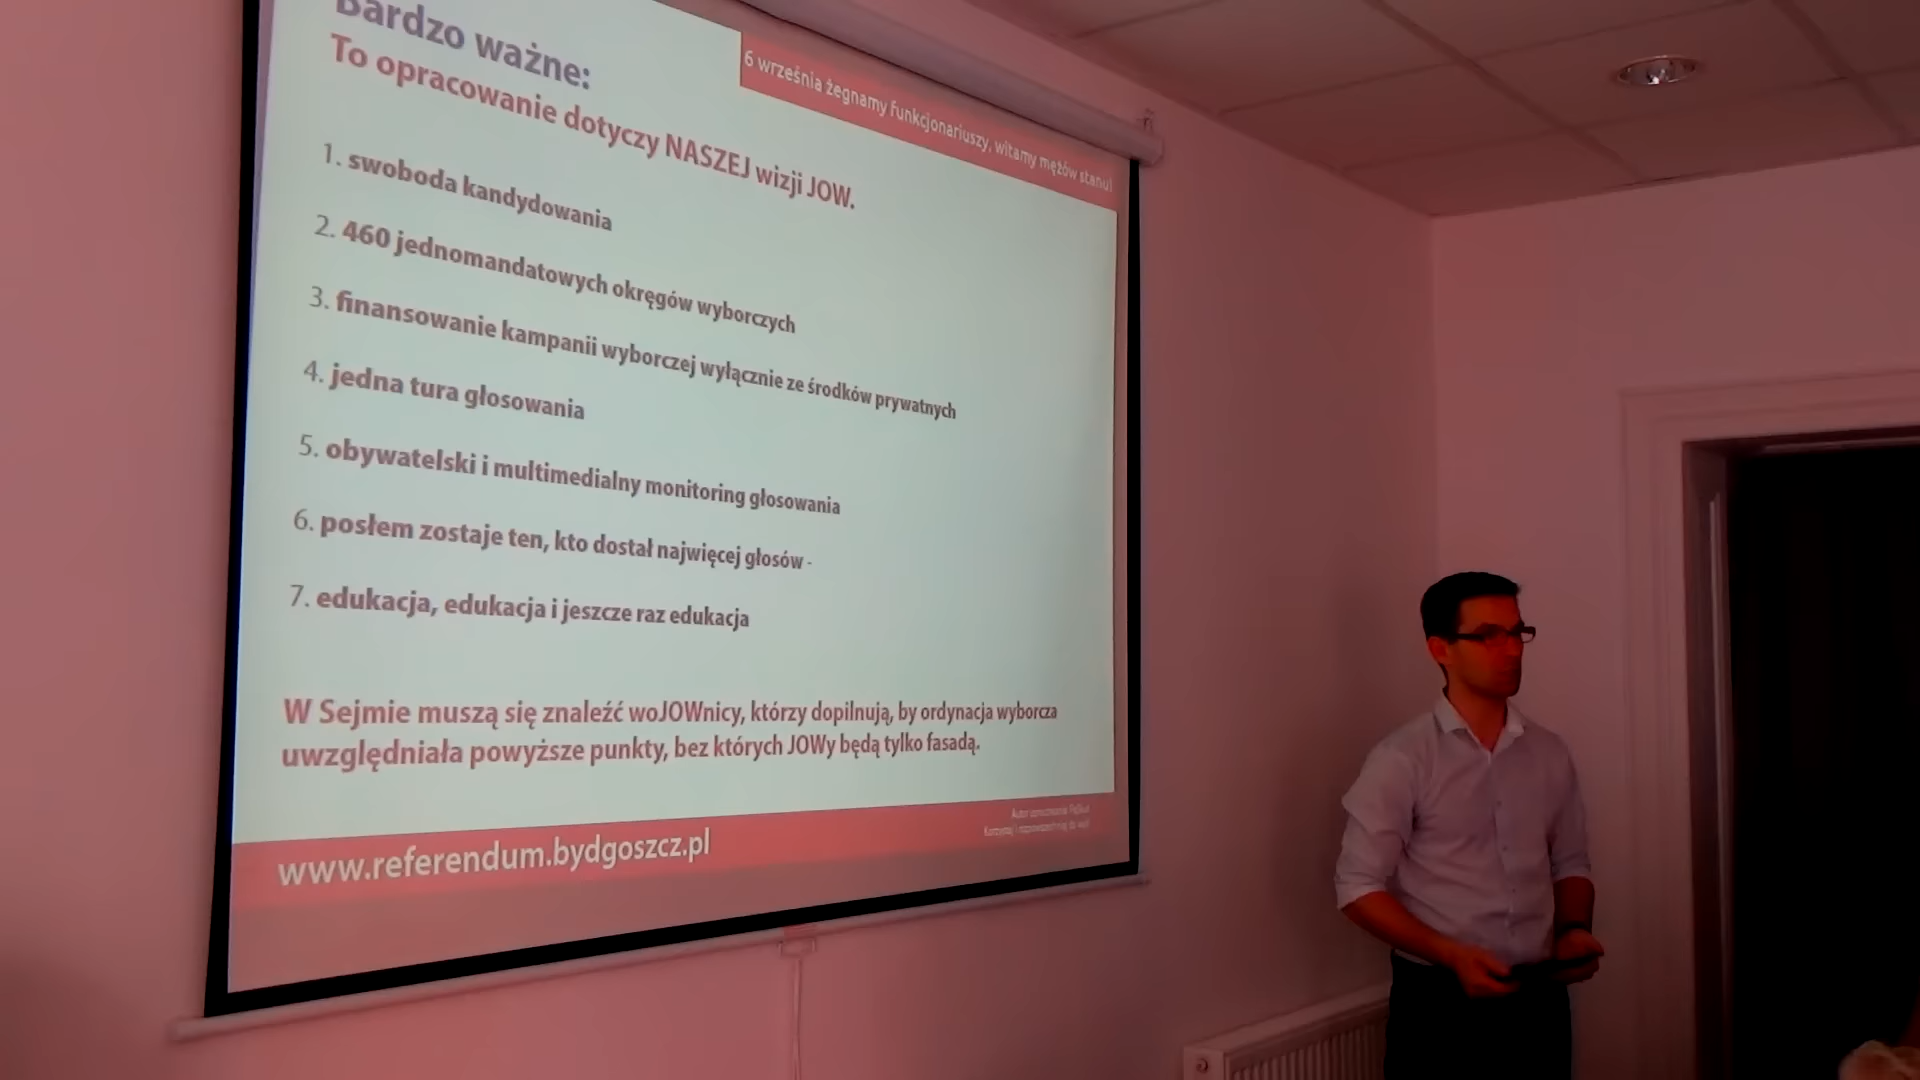 Bardzo ważne:
To opracowanie dotyczy NASZEJ wizji JOW.
6 września żegnamy funkcjonariuszy, witamy mężów stanu!
1. swoboda kandydowania
2. 460 jednomandatowych okręgów wyborczych
3. finansowanie kampanii wyborczej wyłącznie ze środków prywatnych
4. jedna tura głosowania
5. obywatelski i multimedialny monitoring głosowania
6. posłem zostaje ten, kto dostał najwięcej głosów -
7. edukacja, edukacja i jeszcze raz edukacja
W Sejmie muszą się znaleźć woJOWnicy, którzy dopilnują, by ordynacja wyborcza
uwzględniała powyższe punkty, bez których JOWy będą tylko fasadą.
www.referendum.bydgoszcz.pl